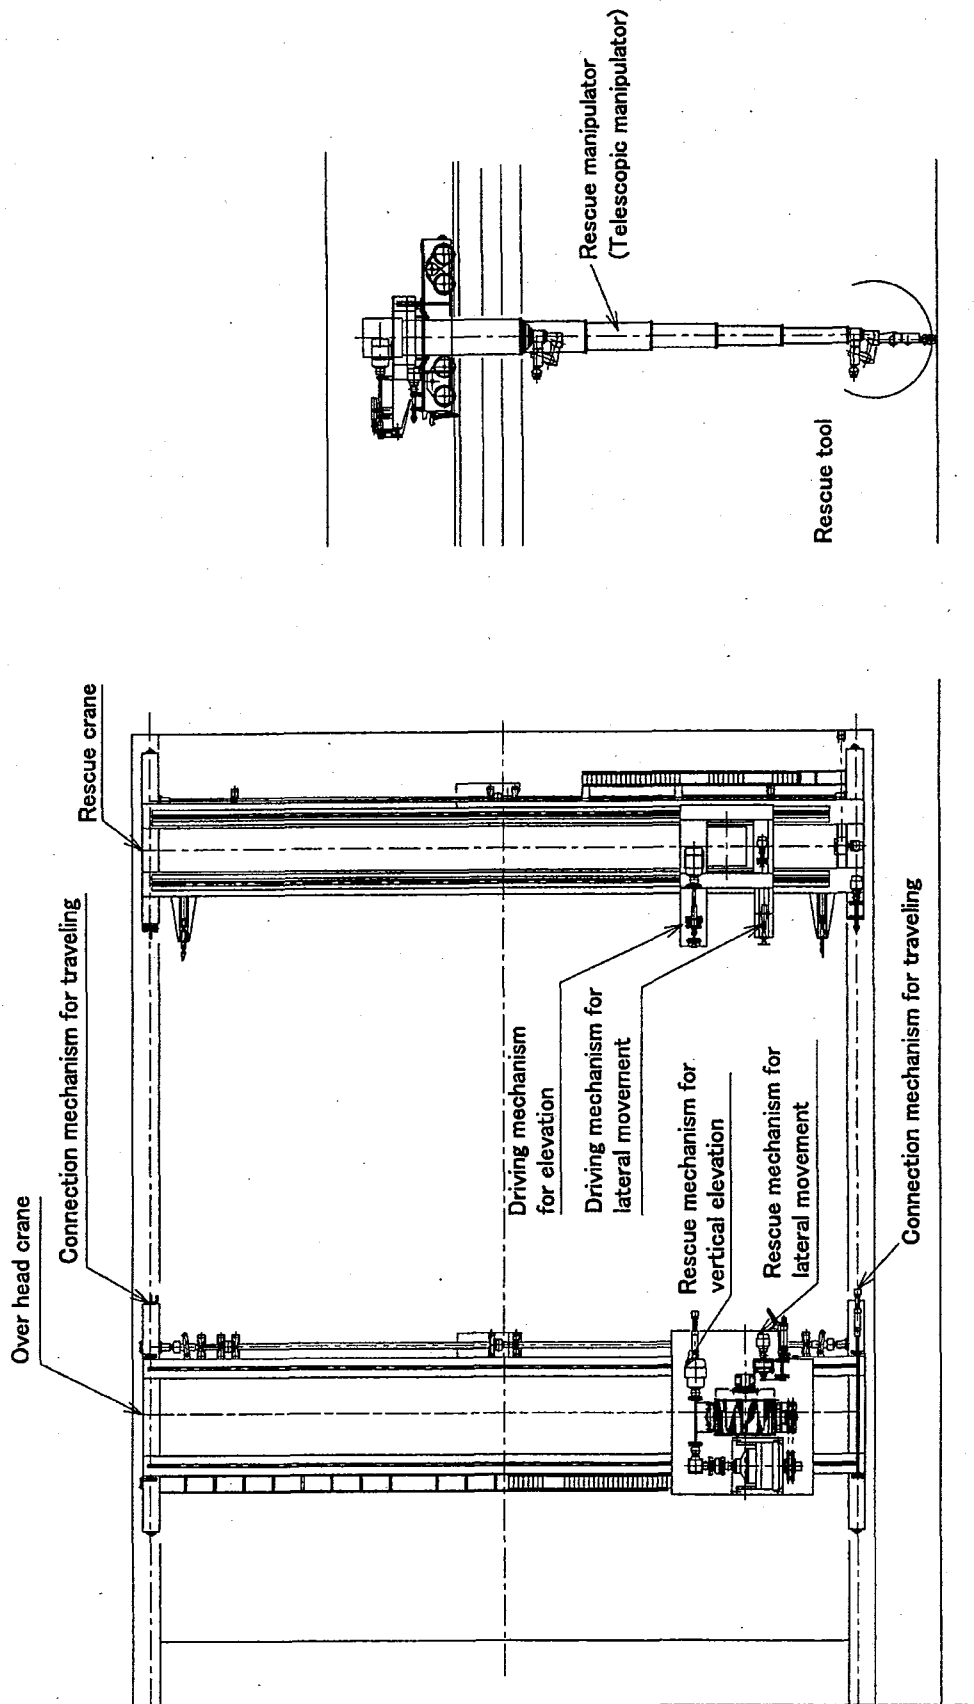 Over head crane
Connection mechanism for traveling
Rescue crane
Driving mechanism
for elevation
Driving mechanism for
lateral movement
Rescue mechanism for
vertical elevation
Rescue mechanism for
lateral movement
Connection mechanism for traveling
Rescue manipulator
(Telescopic manipulator)
Rescue tool